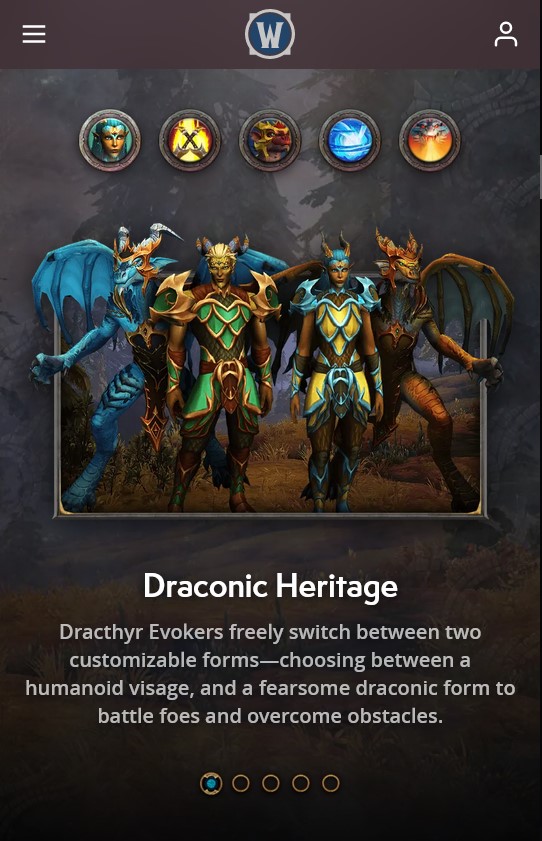 W
Draconic Heritage
Dracthyr Evokers freely switch between two
customizable forms—choosing between a
humanoid visage, and a fearsome draconic form to
battle foes and overcome obstacles.